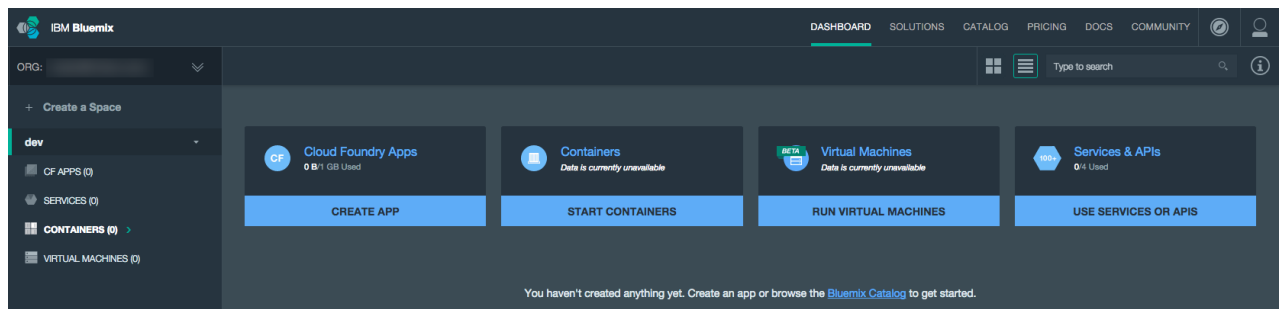 IBM Bluemix
DASHBOARD SOLUTIONS CATALOG PRICING DOCS COMMUNITY
ORG:
Type to search
+ Create a Space
dev
CF APPS (0)
SERVICES (0)
CONTAINERS (0) >
VIRTUAL MACHINES (0)
CF
Cloud Foundry Apps
0 B/1 GB Used
CREATE APP
Containers
Data is currently unavailable
START CONTAINERS
BETA
Virtual Machines
Data is currently unavailable
RUN VIRTUAL MACHINES
100+
Services & APIs
0/4 Used
USE SERVICES OR APIS
You haven't created anything yet. Create an app or browse the Bluemix Catalog to get started.